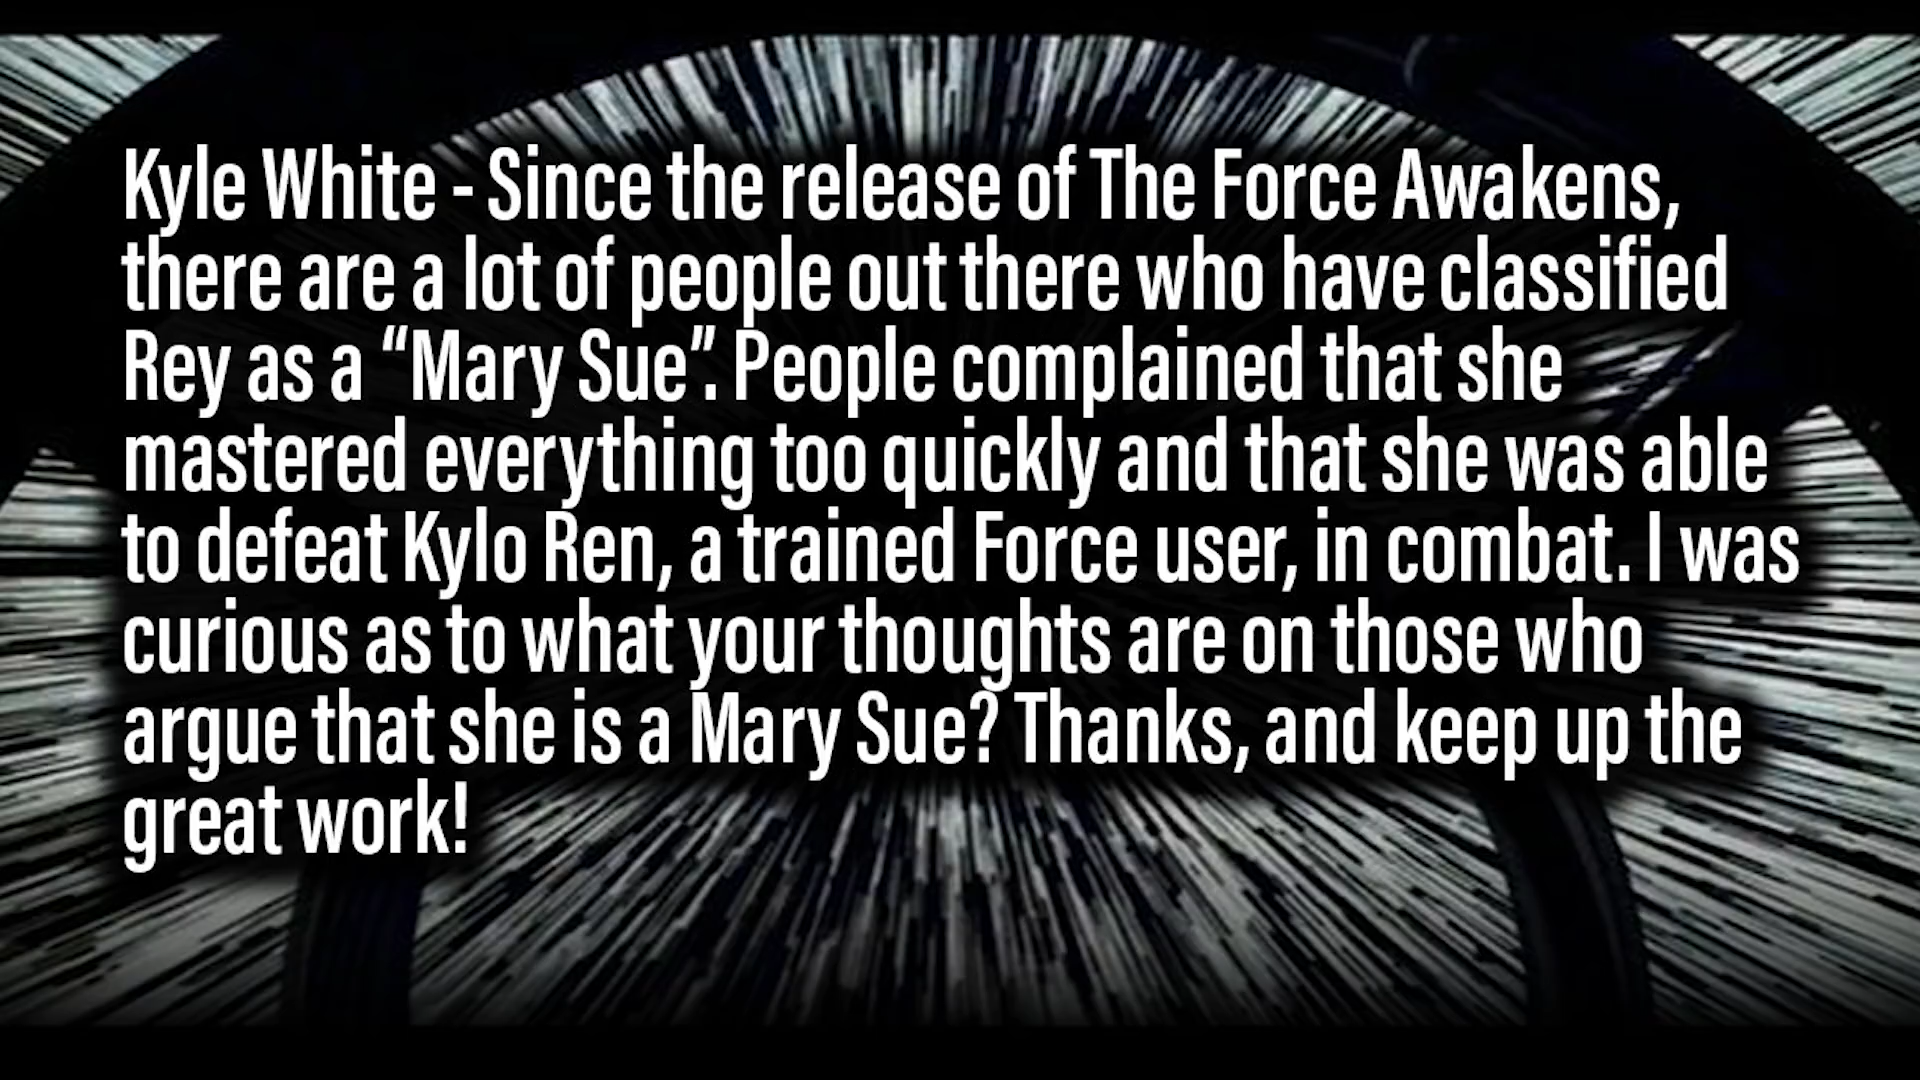 Kyle White - Since the release of The Force Awakens,
there are a lot of people out there who have classified
Rey as a “Mary Sue”. People complained that she
mastered everything too quickly and that she was able
to defeat Kylo Ren, a trained Force user, in combat. I was
curious as to what your thoughts are on those who
argue that she is a Mary Sue? Thanks, and keep up the
great work!